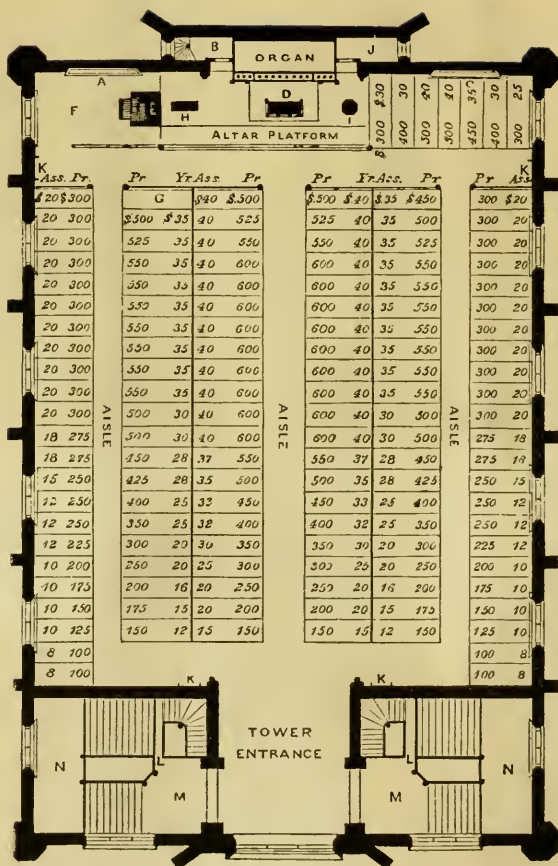 B ORGAN J
A C
F D
E H I
ALTAR PLATFORM
$30 30 40 40 35 30 25
$300 400 500 500 450 400 300
K K
Ass. Pr. Pr Yr Ass. Pr Pr Yr Ass. Pr Pr Ass.
$20 $300 G $40 $500 $500 $40 $35 $450 300 $20
20 300 $500 $35 40 525 525 40 35 500 300 20
20 300 525 35 40 550 550 40 35 525 300 20
20 300 550 35 40 600 600 40 35 550 300 20
20 300 550 35 40 600 600 40 35 550 300 20
20 300 550 35 40 600 600 40 35 550 300 20
20 300 550 35 40 600 600 40 35 550 300 20
20 300 550 35 40 600 600 40 35 550 300 20
20 300 550 35 40 600 600 40 35 550 300 20
20 300 550 35 40 600 600 40 35 550 300 20
20 300 500 30 40 600 600 40 30 500 300 20
18 275 500 30 40 600 600 40 30 500 275 18
18 275 450 28 37 550 550 37 28 450 275 18
15 250 425 28 35 500 500 35 28 425 250 15
12 250 400 25 33 450 450 33 25 400 250 12
12 250 350 25 32 400 400 32 25 350 250 12
12 225 300 20 30 350 350 30 20 300 225 12
10 200 250 20 25 300 300 25 20 250 200 10
10 175 200 16 20 250 250 20 16 200 175 10
10 150 175 15 20 200 200 20 15 175 150 10
10 125 150 12 15 150 150 15 12 150 125 10
8 100 100 8
8 100 100 8
AISLE
AISLE
AISLE
K K
TOWER
ENTRANCE
N L M
M L N